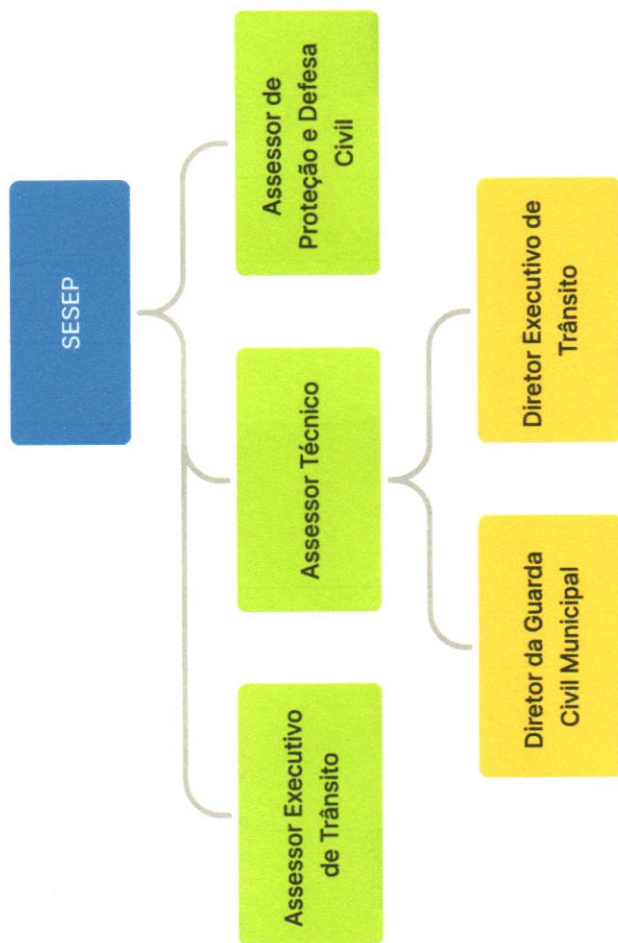 SESEP
Assessor Executivo
de Trânsito
Assessor Técnico
Assessor de
Proteção e Defesa
Civil
Diretor da Guarda
Civil Municipal
Diretor Executivo de
Trânsito